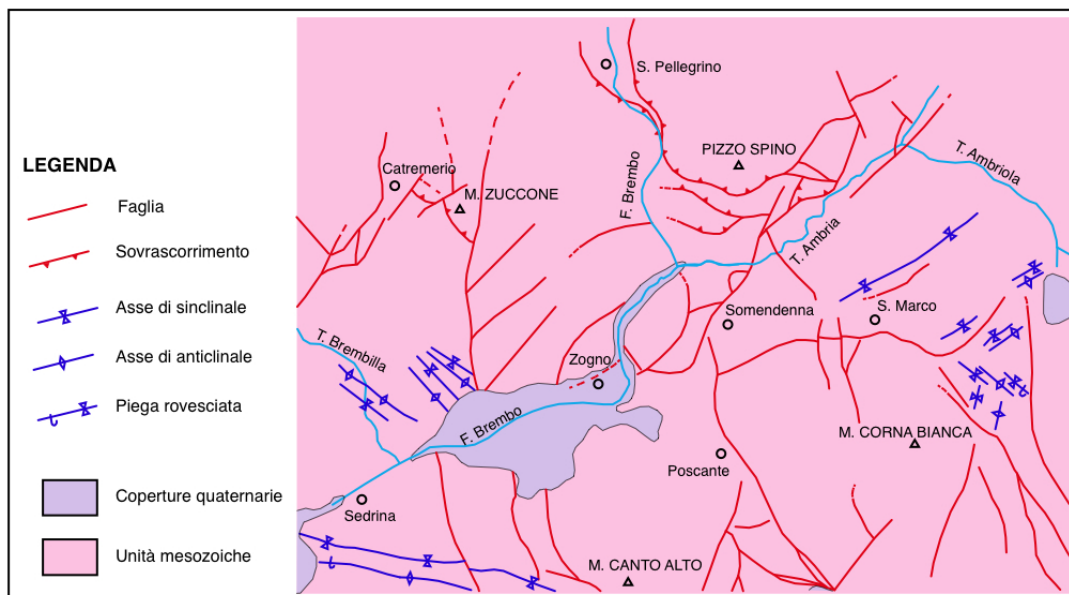 LEGENDA
Faglia
Sovrascorrimento
Asse di sinclinale
Asse di anticlinale
Piega rovesciata
Coperture quaternarie
Unità mesozoiche
S. Pellegrino
PIZZO SPINO
T. Ambriola
Catremerio
M. ZUCCONE
F. Brembo
T. Ambria
Somendenna
S. Marco
T. Brembilla
Zogno
F. Brembo
M. CORNA BIANCA
Poscante
Sedrina
M. CANTO ALTO